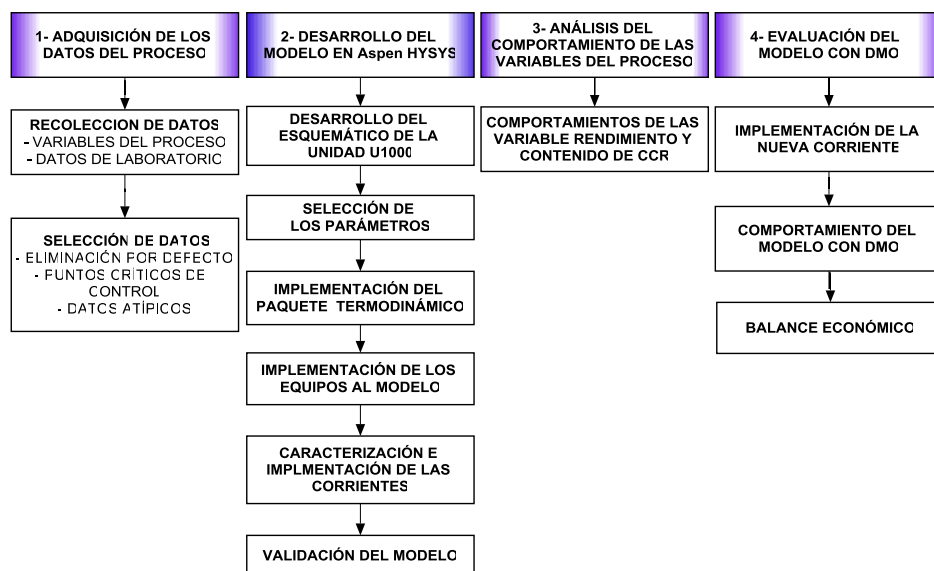 1- ADQUISICIÓN DE LOS
DATOS DEL PROCESO
RECOLECCION DE DATOS
- VARIABLES DEL PROCESO
- DATOS DE LABORATORIC
SELECCIÓN DE DATOS
- ELIMINACIÓN FOR DEFECTO
- FUNTOS CRÍTICOS DE
CONTROL
- DATCS ATÍPICOS
2- DESARROLLO DEL
MODELO EN Aspen HYSYS
DESARROLLO DEL
ESQUEMÁTICO DE LA
UNIDAD U1000
SELECCIÓN DE
LOS PARÁMETROS
IMPLEMENTACIÓN DEL
PAQUETE TERMODINÁMICO
IMPLEMENTACIÓN DE LOS
EQUIPOS AL MODELO
CARACTERIZACIÓN E
IMPLMENTACIÓN DE LAS
CORRIENTES
VALIDACIÓN DEL MODELO
3- ANÁLISIS DEL
COMPORTAMIENTO DE LAS
VARIABLES DEL PROCESO
COMPORTAMIENTOS DE LAS
VARIABLE RENDIMIENTO Y
CONTENIDO DE CCR
4- EVALUACIÓN DEL
MODELO CON DMO
IMPLEMENTACIÓN DE LA
NUEVA CORRIENTE
COMPORTAMIENTO DEL
MODELO CON DMO
BALANCE ECONÓMICO